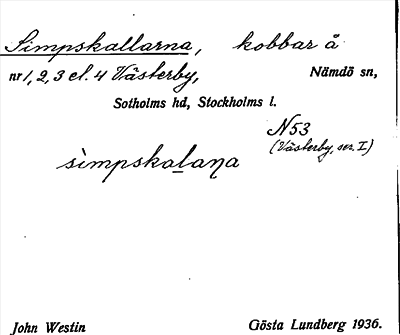 Simpskallarna, kobbar å
nr 1, 2, 3 el. 4 Västerby, Nämdö sn,
Sotholms hd, Stockholms l.
N53
(Västerby, ser. I)
sìmpskalaɳa
John Westin Gösta Lundberg 1936.